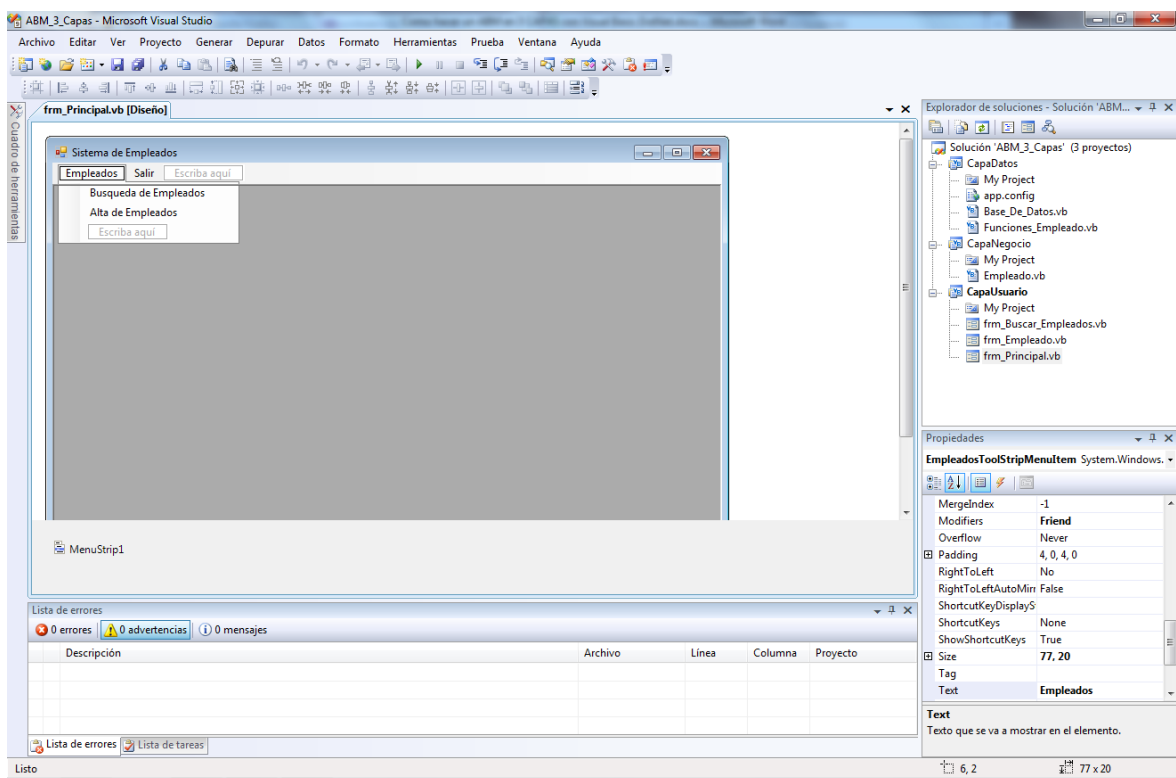 ABM_3_Capas - Microsoft Visual Studio
Archivo Editar Ver Proyecto Generar Depurar Datos Formato Herramientas Prueba Ventana Ayuda
frm_Principal.vb [Diseño]
Cuadro de herramientas
Sistema de Empleados
Empleados Salir Escriba aquí
Busqueda de Empleados
Alta de Empleados
Escriba aquí
MenuStrip1
Lista de errores
0 errores 0 advertencias 0 mensajes
Descripción Archivo Línea Columna Proyecto
Lista de errores Lista de tareas
Explorador de soluciones - Solución 'ABM...
Solución 'ABM_3_Capas' (3 proyectos)
CapaDatos
My Project
app.config
Base_De_Datos.vb
Funciones_Empleado.vb
CapaNegocio
My Project
Empleado.vb
CapaUsuario
My Project
frm_Buscar_Empleados.vb
frm_Empleado.vb
frm_Principal.vb
Propiedades
EmpleadosToolStripMenuItem System.Windows.
MergeIndex -1
Modifiers Friend
Overflow Never
Padding 4, 0, 4, 0
RightToLeft No
RightToLeftAutoMirr False
ShortcutKeyDisplayS
ShortcutKeys None
ShowShortcutKeys True
Size 77, 20
Tag
Text Empleados
Text
Texto que se va a mostrar en el elemento.
Listo 6, 2 77 x 20